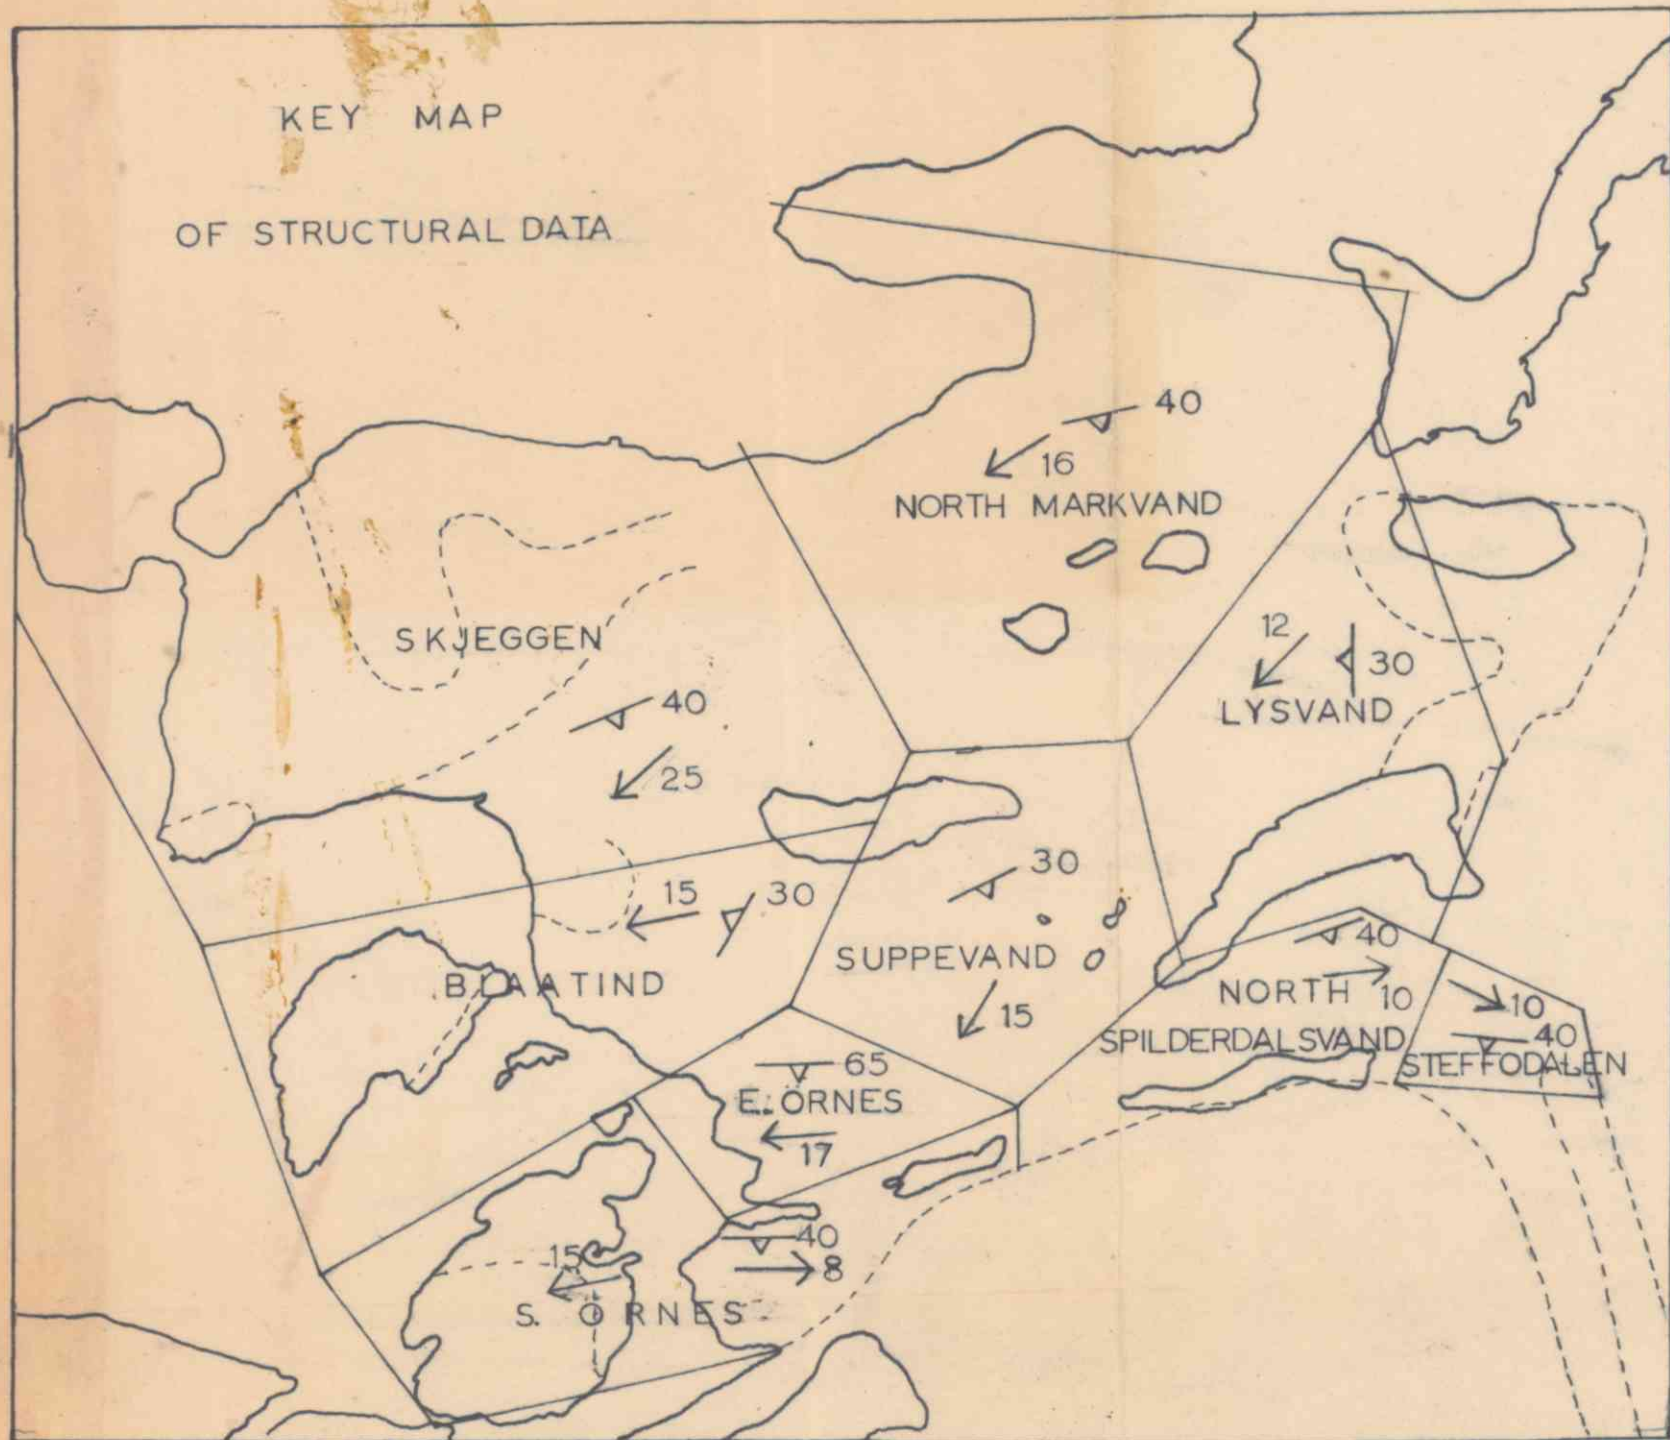 KEY MAP
OF STRUCTURAL DATA
40
16
NORTH MARKVAND
SKJEGGEN
12
30
LYSVAND
40
25
30
15
30
SUPPEVAND
BLAATIND
40
NORTH 10
10
15
SPILDERDALSVAND
40
STEFFODALEN
65
E. ÖRNES
17
40
15
8
S. ÖRNES